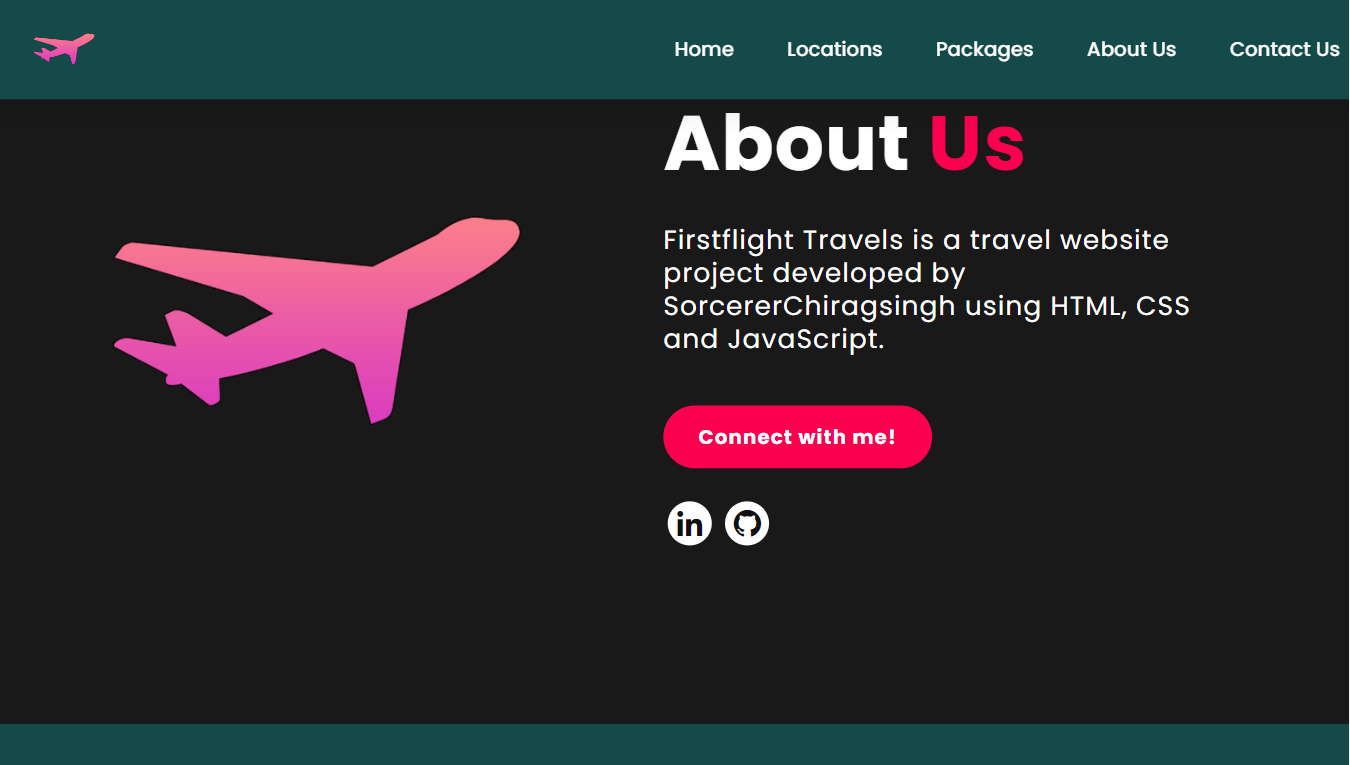 Home Locations Packages About Us Contact Us
About Us
Firstflight Travels is a travel website
project developed by
SorcererChiragsingh using HTML, CSS
and JavaScript.
Connect with me!
in